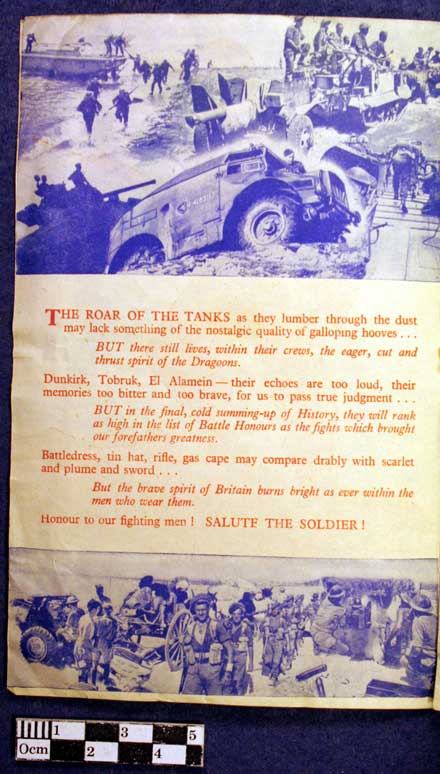 THE ROAR OF THE TANKS as they lumber through the dust
may lack something of the nostalgic quality of galloping hooves . . .
BUT there still lives, within their crews, the eager, cut and
thrust spirit of the Dragoons.
Dunkirk, Tobruk, El Alamein — their echoes are too loud, their
memories too bitter and too brave, for us to pass true judgment . . .
BUT in the final, cold summing-up of History, they will rank
as high in the list of Battle Honours as the fights which brought
our forefathers greatness.
Battledress, tin hat, rifle, gas cape may compare drably with scarlet
and plume and sword . . .
But the brave spirit of Britain burns bright as ever within the
men who wear them.
Honour to our fighting men ! SALUTE THE SOLDIER !
1 3 5
0cm 2 4